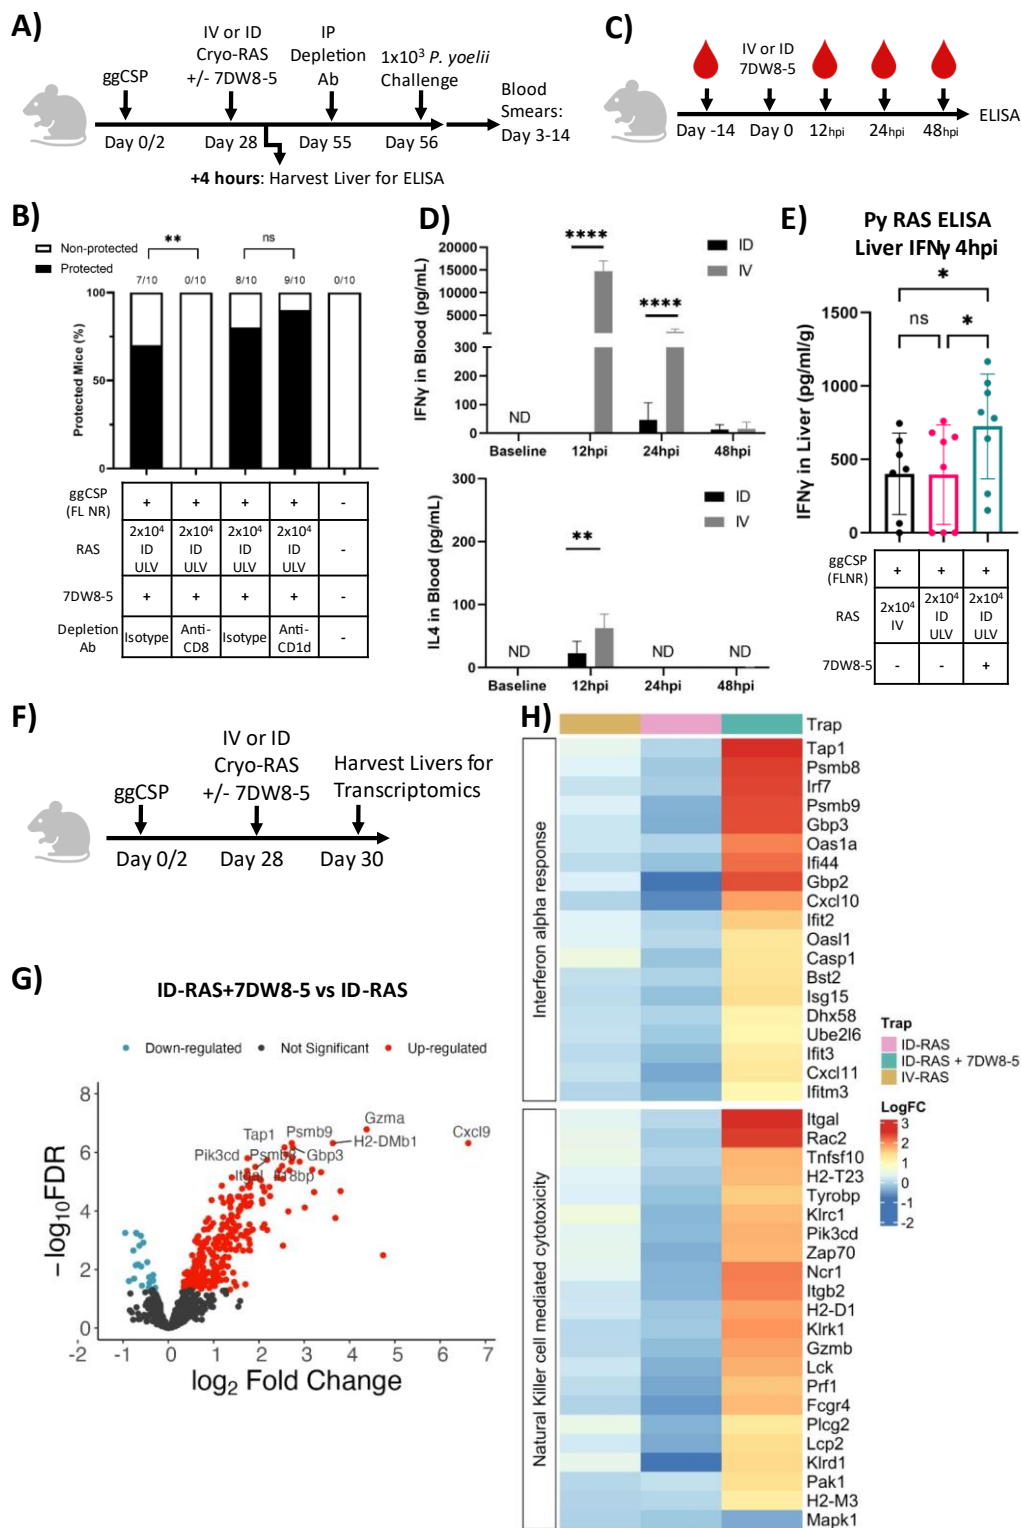 A)
ggCSP
IV or ID
Cryo-RAS
+/- 7DW8-5
IP
Depletion
Ab
1x10³ P. yoelii
Challenge
Blood
Smears:
Day 3-14
Day 0/2
Day 28
Day 55
Day 56
+4 hours: Harvest Liver for ELISA
C)
IV or ID
7DW8-5
Day -14
Day 0
12hpi
24hpi
48hpi
ELISA
B)
Non-protected
Protected
**
ns
7/10
0/10
8/10
9/10
0/10
Protected Mice (%)
100
50
0
ggCSP
(FL NR)
+
+
+
+
-
RAS
2x10⁴
ID
ULV
2x10⁴
ID
ULV
2x10⁴
ID
ULV
2x10⁴
ID
ULV
-
7DW8-5
+
+
+
+
-
Depletion
Ab
Isotype
Anti-
CD8
Isotype
Anti-
CD1d
-
D)
IFNγ in Blood (pg/mL)
20000
15000
10000
5000
300
200
100
0
ND
****
****
ID
IV
Baseline
12hpi
24hpi
48hpi
IL4 in Blood (pg/mL)
300
200
100
0
ND
**
ND
ND
ID
IV
Baseline
12hpi
24hpi
48hpi
E)
Py RAS ELISA
Liver IFNγ 4hpi
*
ns
*
IFNγ in Liver (pg/ml/g)
1500
1000
500
0
ggCSP
(FLNR)
+
+
+
RAS
2x10⁴
IV
2x10⁴
ID
ULV
2x10⁴
ID
ULV
7DW8-5
-
-
+
F)
ggCSP
IV or ID
Cryo-RAS
+/- 7DW8-5
Harvest Livers for
Transcriptomics
Day 0/2
Day 28
Day 30
G)
ID-RAS+7DW8-5 vs ID-RAS
Down-regulated
Not Significant
Up-regulated
−log₁₀FDR
8
6
4
2
0
Gzma
Tap1
Psmb9
H2-DMb1
Cxcl9
Pik3cd
Psmb8
Gbp3
Itgal
Il18bp
-2
-1
0
1
2
3
4
5
6
7
log₂ Fold Change
H)
Trap
Interferon alpha response
Tap1
Psmb8
Irf7
Psmb9
Gbp3
Oas1a
Ifi44
Gbp2
Cxcl10
Ifit2
Oasl1
Casp1
Bst2
Isg15
Dhx58
Ube2l6
Ifit3
Cxcl11
Ifitm3
Natural Killer cell mediated cytotoxicity
Itgal
Rac2
Tnfsf10
H2-T23
Tyrobp
Klrc1
Pik3cd
Zap70
Ncr1
Itgb2
H2-D1
Klrk1
Gzmb
Lck
Prf1
Fcgr4
Plcg2
Lcp2
Klrd1
Pak1
H2-M3
Mapk1
Trap
ID-RAS
ID-RAS + 7DW8-5
IV-RAS
LogFC
3
2
1
0
-1
-2